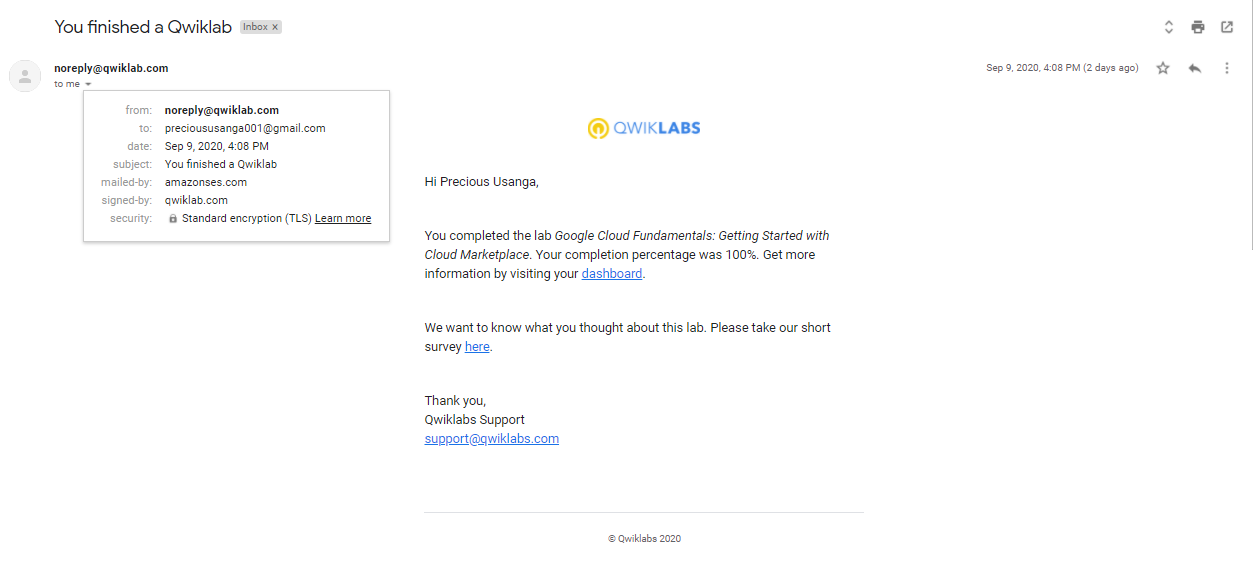 You finished a Qwiklab Inbox ×
noreply@qwiklab.com Sep 9, 2020, 4:08 PM (2 days ago)
to me
from: noreply@qwiklab.com
to: precioususanga001@gmail.com
date: Sep 9, 2020, 4:08 PM
subject: You finished a Qwiklab
mailed-by: amazonses.com
signed-by: qwiklab.com
security: Standard encryption (TLS) Learn more
QWIKLABS
Hi Precious Usanga,
You completed the lab Google Cloud Fundamentals: Getting Started with
Cloud Marketplace. Your completion percentage was 100%. Get more
information by visiting your dashboard.
We want to know what you thought about this lab. Please take our short
survey here.
Thank you,
Qwiklabs Support
support@qwiklabs.com
© Qwiklabs 2020